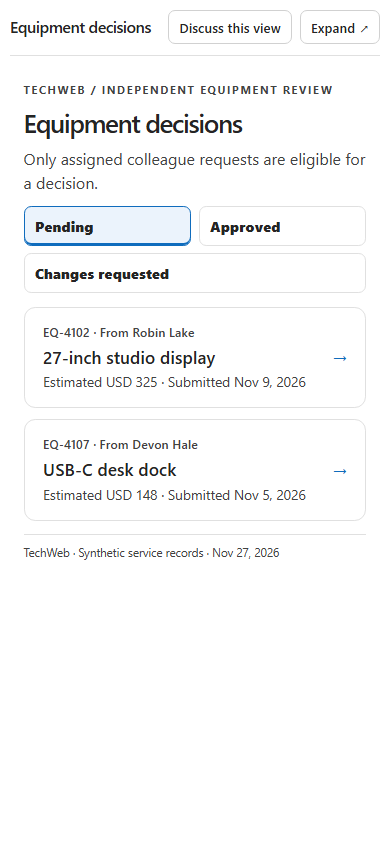 Equipment decisions
Discuss this view
Expand ↗
TECHWEB / INDEPENDENT EQUIPMENT REVIEW
Equipment decisions
Only assigned colleague requests are eligible for
a decision.
Pending
Approved
Changes requested
EQ-4102 · From Robin Lake
27-inch studio display
→
Estimated USD 325 · Submitted Nov 9, 2026
EQ-4107 · From Devon Hale
USB-C desk dock
→
Estimated USD 148 · Submitted Nov 5, 2026
TechWeb · Synthetic service records · Nov 27, 2026